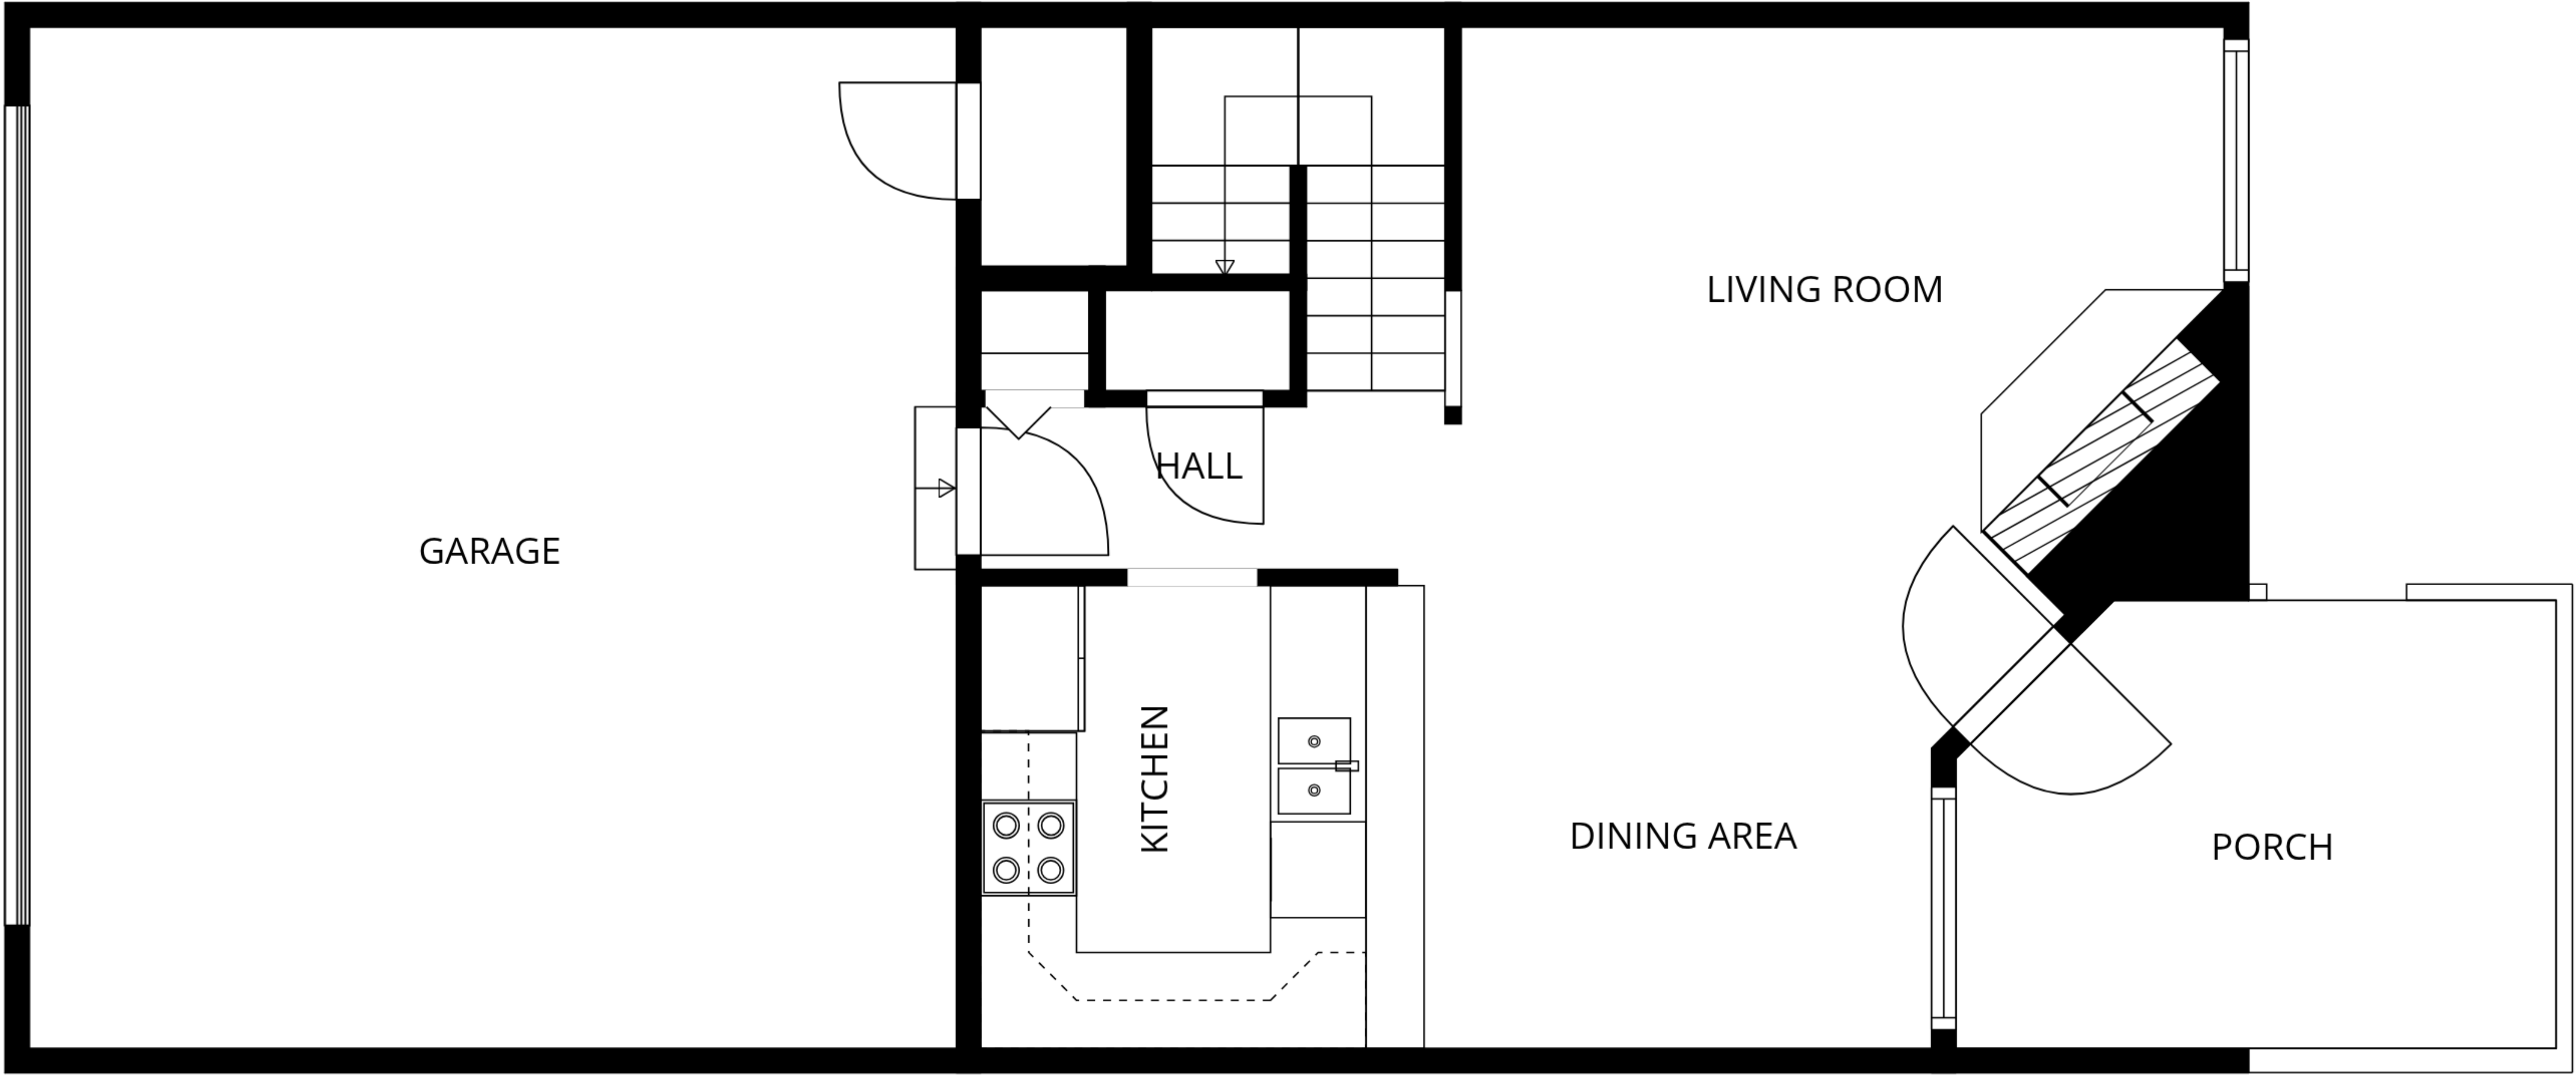 LIVING ROOM
HALL
GARAGE
KITCHEN
DINING AREA
PORCH